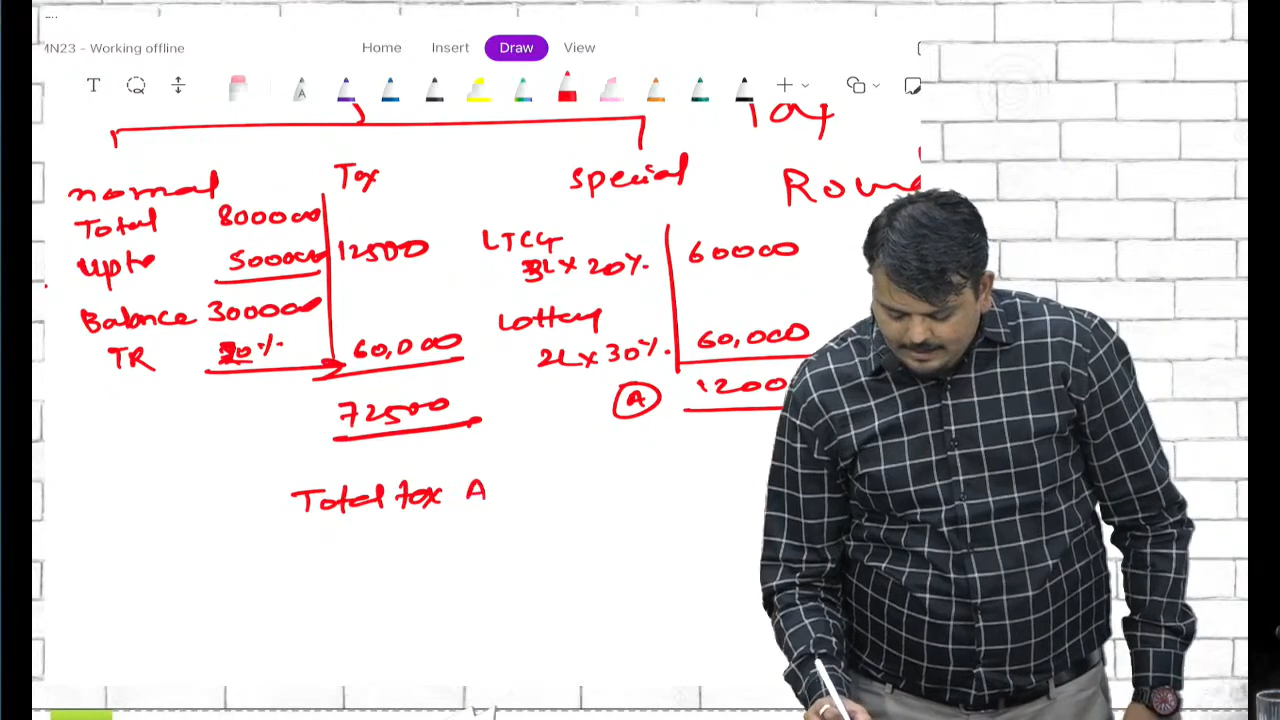 MN23 - Working offline
Home Insert Draw View
T
A
Tax
normal Tax Special
Total 800000
upto 500000 12500
LTCG 60000
3L x 20%.
Balance 300000
Lottery 60,000
TR 20%. 60,000
2L x 30%.
A 1200
72500
Total tax A